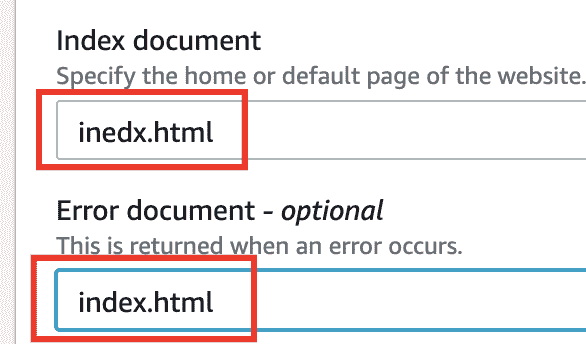 Index document
Specify the home or default page of the website.
inedx.html
Error document - optional
This is returned when an error occurs.
index.html